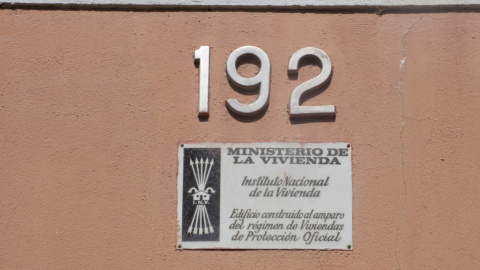 192
MINISTERIO DE
LA VIVIENDA
Instituto Nacional
de la Vivienda
Edificio construido al amparo
del régimen de Viviendas
de Protección Oficial
I.N.V.